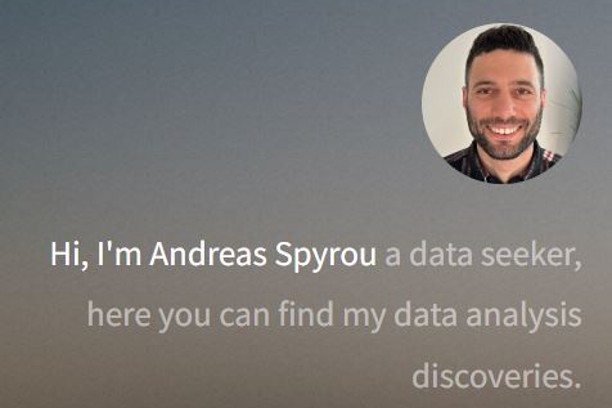 Hi, I'm Andreas Spyrou a data seeker,
here you can find my data analysis
discoveries.